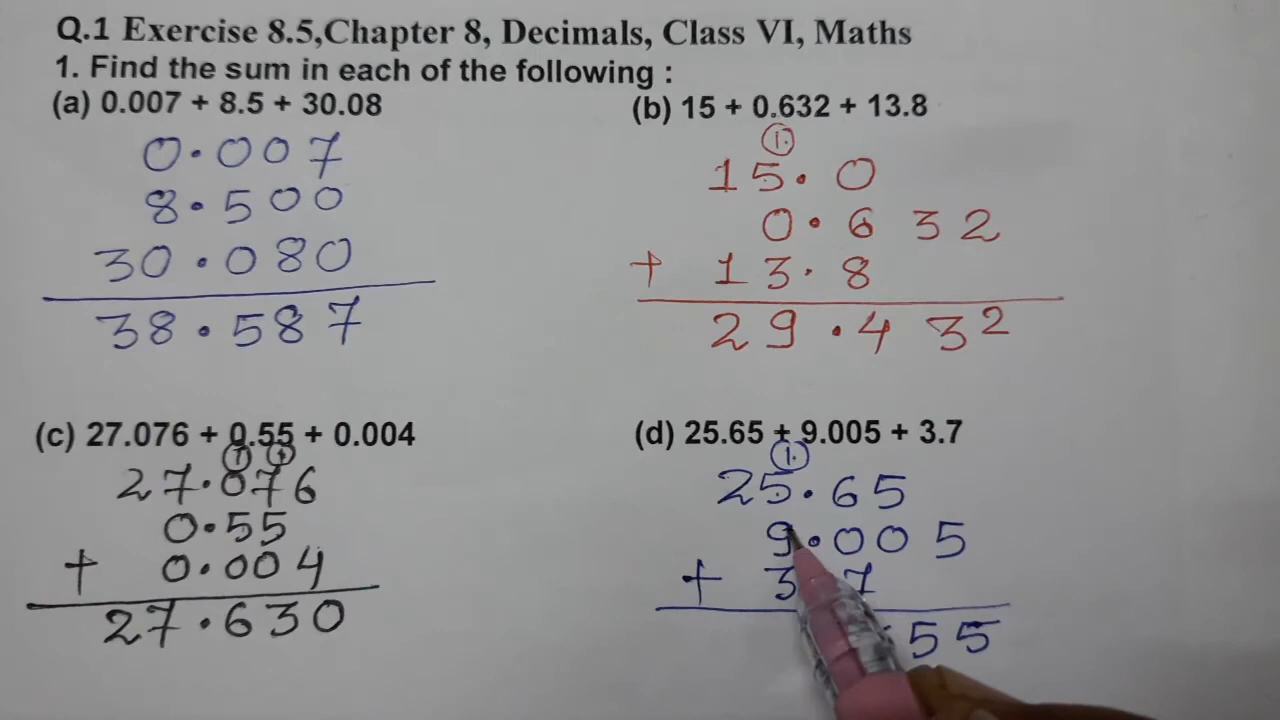 Q.1 Exercise 8.5,Chapter 8, Decimals, Class VI, Maths
1. Find the sum in each of the following :
(a) 0.007 + 8.5 + 30.08
0.007
8.500
30.080
38.587
(b) 15 + 0.632 + 13.8
1.
15.0
0.632
+ 13.8
29.432
(c) 27.076 + 0.55 + 0.004
27.076
0.55
+ 0.004
27.630
(d) 25.65 + 9.005 + 3.7
1.
25.65
9.005
+ 3 7
55